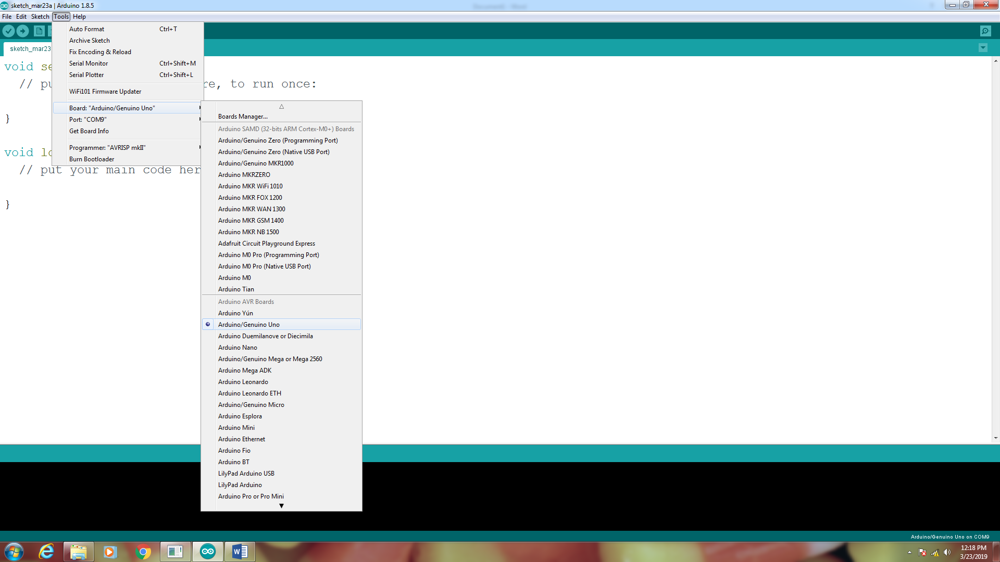 sketch_mar23a | Arduino 1.8.5
File Edit Sketch Tools Help
sketch_mar23
Auto Format Ctrl+T
Archive Sketch
Fix Encoding & Reload
Serial Monitor Ctrl+Shift+M
Serial Plotter Ctrl+Shift+L
WiFi101 Firmware Updater
Board: "Arduino/Genuino Uno"
Port: "COM9"
Get Board Info
Programmer: "AVRISP mkII"
Burn Bootloader
void se
// pu re, to run once:
}
void lo
// put your main code her
}
Boards Manager...
Arduino SAMD (32-bits ARM Cortex-M0+) Boards
Arduino/Genuino Zero (Programming Port)
Arduino/Genuino Zero (Native USB Port)
Arduino/Genuino MKR1000
Arduino MKRZERO
Arduino MKR WiFi 1010
Arduino MKR FOX 1200
Arduino MKR WAN 1300
Arduino MKR GSM 1400
Arduino MKR NB 1500
Adafruit Circuit Playground Express
Arduino M0 Pro (Programming Port)
Arduino M0 Pro (Native USB Port)
Arduino M0
Arduino Tian
Arduino AVR Boards
Arduino Yún
Arduino/Genuino Uno
Arduino Duemilanove or Diecimila
Arduino Nano
Arduino/Genuino Mega or Mega 2560
Arduino Mega ADK
Arduino Leonardo
Arduino Leonardo ETH
Arduino/Genuino Micro
Arduino Esplora
Arduino Mini
Arduino Ethernet
Arduino Fio
Arduino BT
LilyPad Arduino USB
LilyPad Arduino
Arduino Pro or Pro Mini
Arduino/Genuino Uno on COM9
12:18 PM
3/23/2019